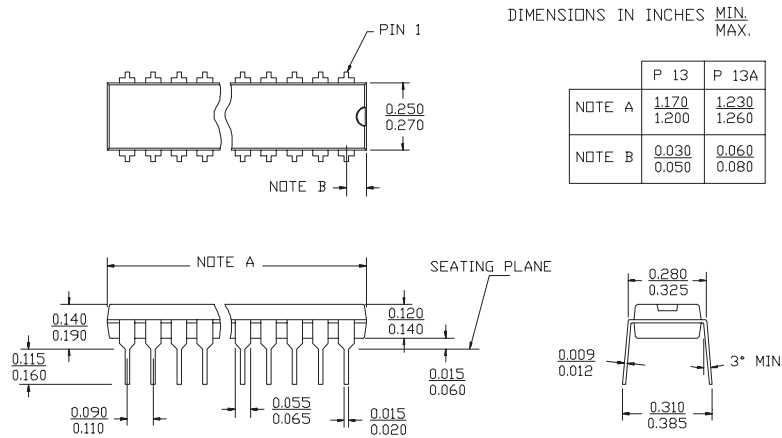 DIMENSIONS IN INCHES MIN.
MAX.
PIN 1
P 13 P 13A
NOTE A 1.170 1.230
1.200 1.260
NOTE B 0.030 0.060
0.050 0.080
0.250
0.270
NOTE B
NOTE A
SEATING PLANE
0.280
0.325
0.140
0.190
0.120
0.140
0.115
0.160
0.015
0.060
0.009
0.012
3° MIN
0.090
0.110
0.055
0.065
0.015
0.020
0.310
0.385